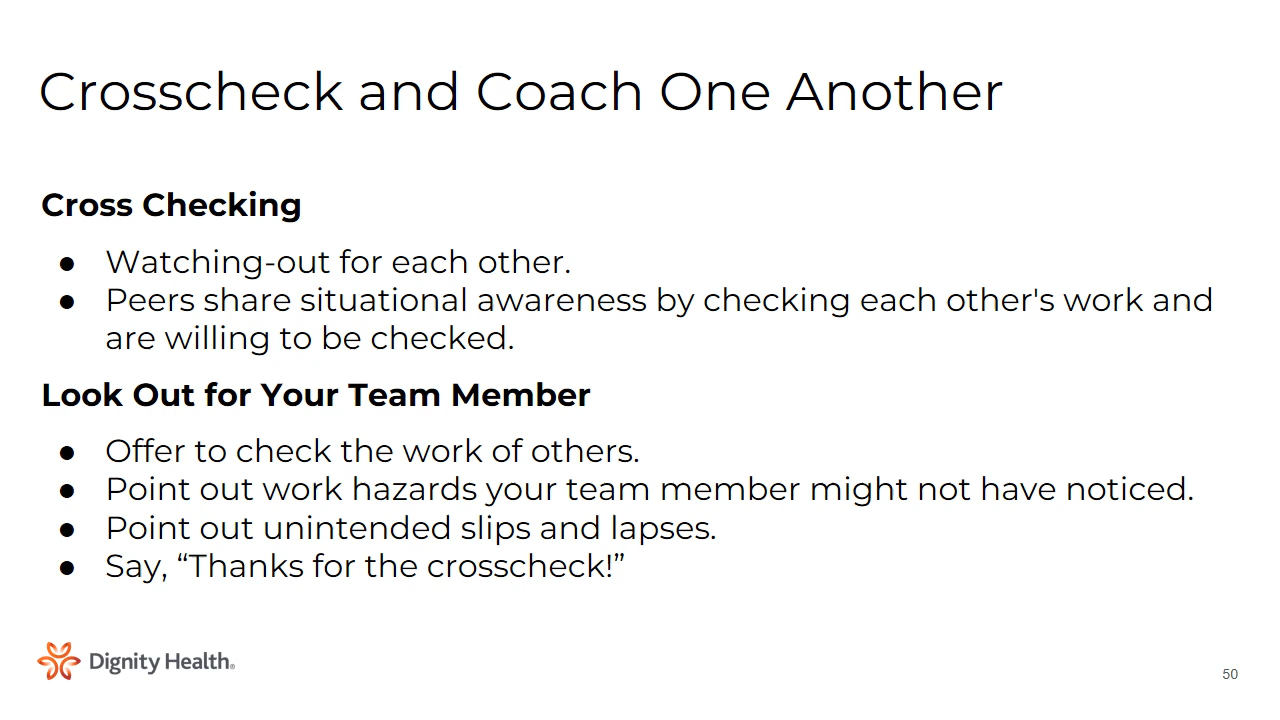 Crosscheck and Coach One Another
Cross Checking
● Watching-out for each other.
● Peers share situational awareness by checking each other's work and
are willing to be checked.
Look Out for Your Team Member
● Offer to check the work of others.
● Point out work hazards your team member might not have noticed.
● Point out unintended slips and lapses.
● Say, “Thanks for the crosscheck!”
Dignity Health®
50